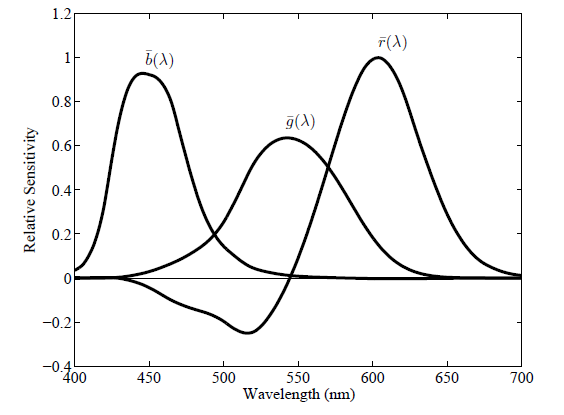 1.2
1
0.8
0.6
0.4
0.2
0
−0.2
−0.4
400 450 500 550 600 650 700
Relative Sensitivity
Wavelength (nm)
b̄(λ)
ḡ(λ)
r̄(λ)